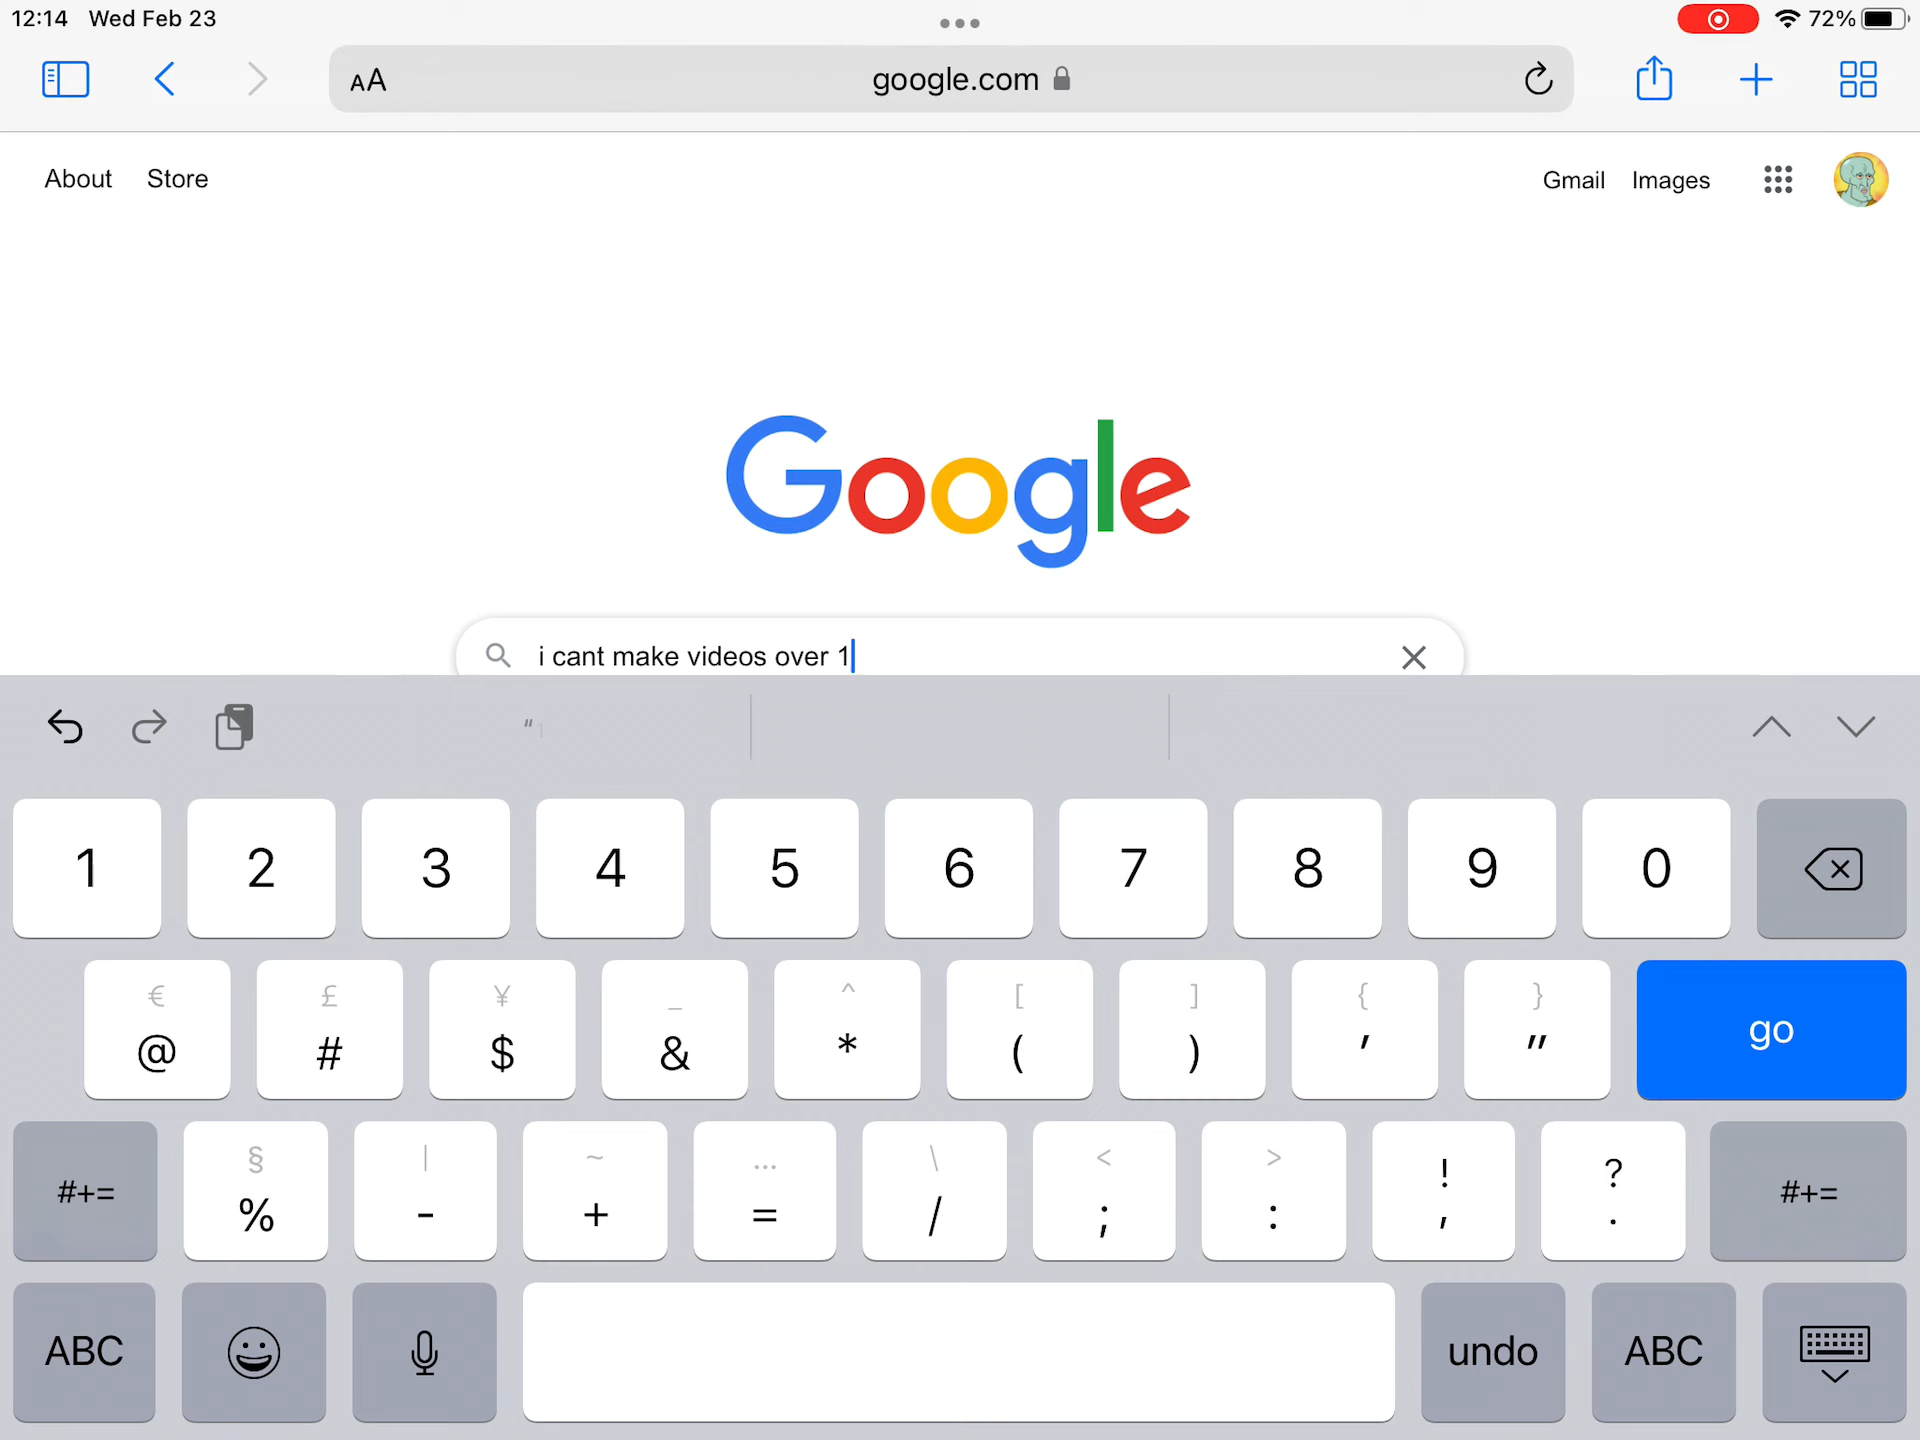 12:14 Wed Feb 23
72%
AA google.com
About Store
Gmail Images
Google
i cant make videos over 1
"1
1 2 3 4 5 6 7 8 9 0
€ £ ¥ _ ^ [ ] { }
@ # $ & * ( ) ' " go
§ | ~ … \ < > ! ?
#+= % - + = / ; : , . #+=
ABC undo ABC